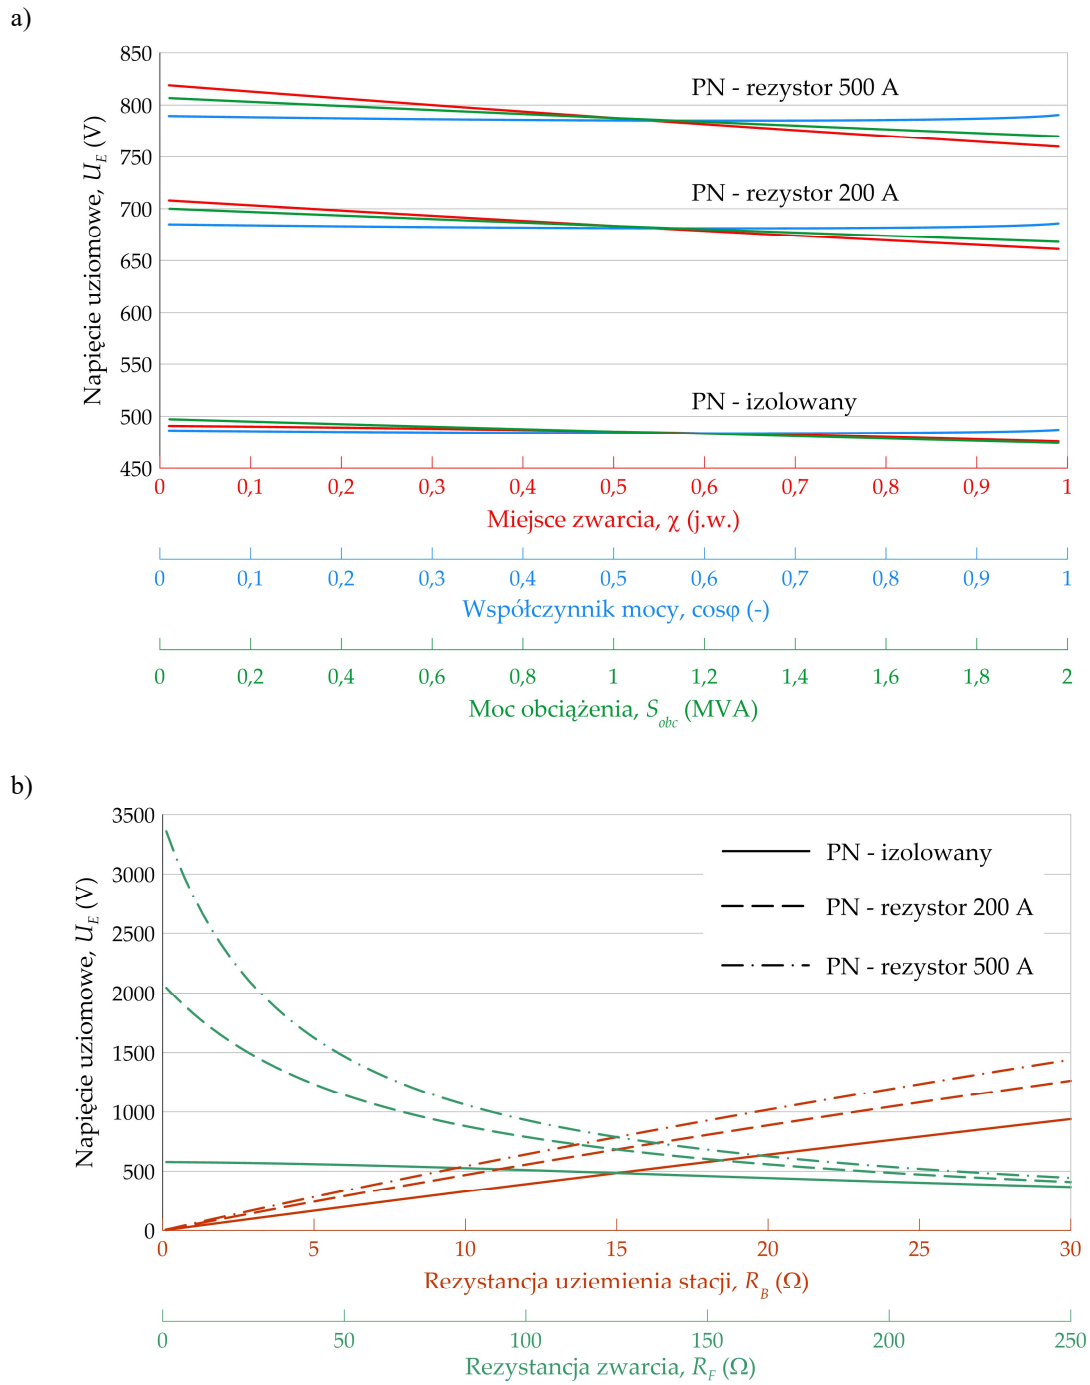 a)
850
800
750
700
650
600
550
500
450
Napięcie uziomowe, U_E (V)
PN - rezystor 500 A
PN - rezystor 200 A
PN - izolowany
0 0,1 0,2 0,3 0,4 0,5 0,6 0,7 0,8 0,9 1
Miejsce zwarcia, χ (j.w.)
0 0,1 0,2 0,3 0,4 0,5 0,6 0,7 0,8 0,9 1
Współczynnik mocy, cosφ (-)
0 0,2 0,4 0,6 0,8 1 1,2 1,4 1,6 1,8 2
Moc obciążenia, S_obc (MVA)
b)
3500
3000
2500
2000
1500
1000
500
0
Napięcie uziomowe, U_E (V)
PN - izolowany
PN - rezystor 200 A
PN - rezystor 500 A
0 5 10 15 20 25 30
Rezystancja uziemienia stacji, R_B (Ω)
0 50 100 150 200 250
Rezystancja zwarcia, R_F (Ω)